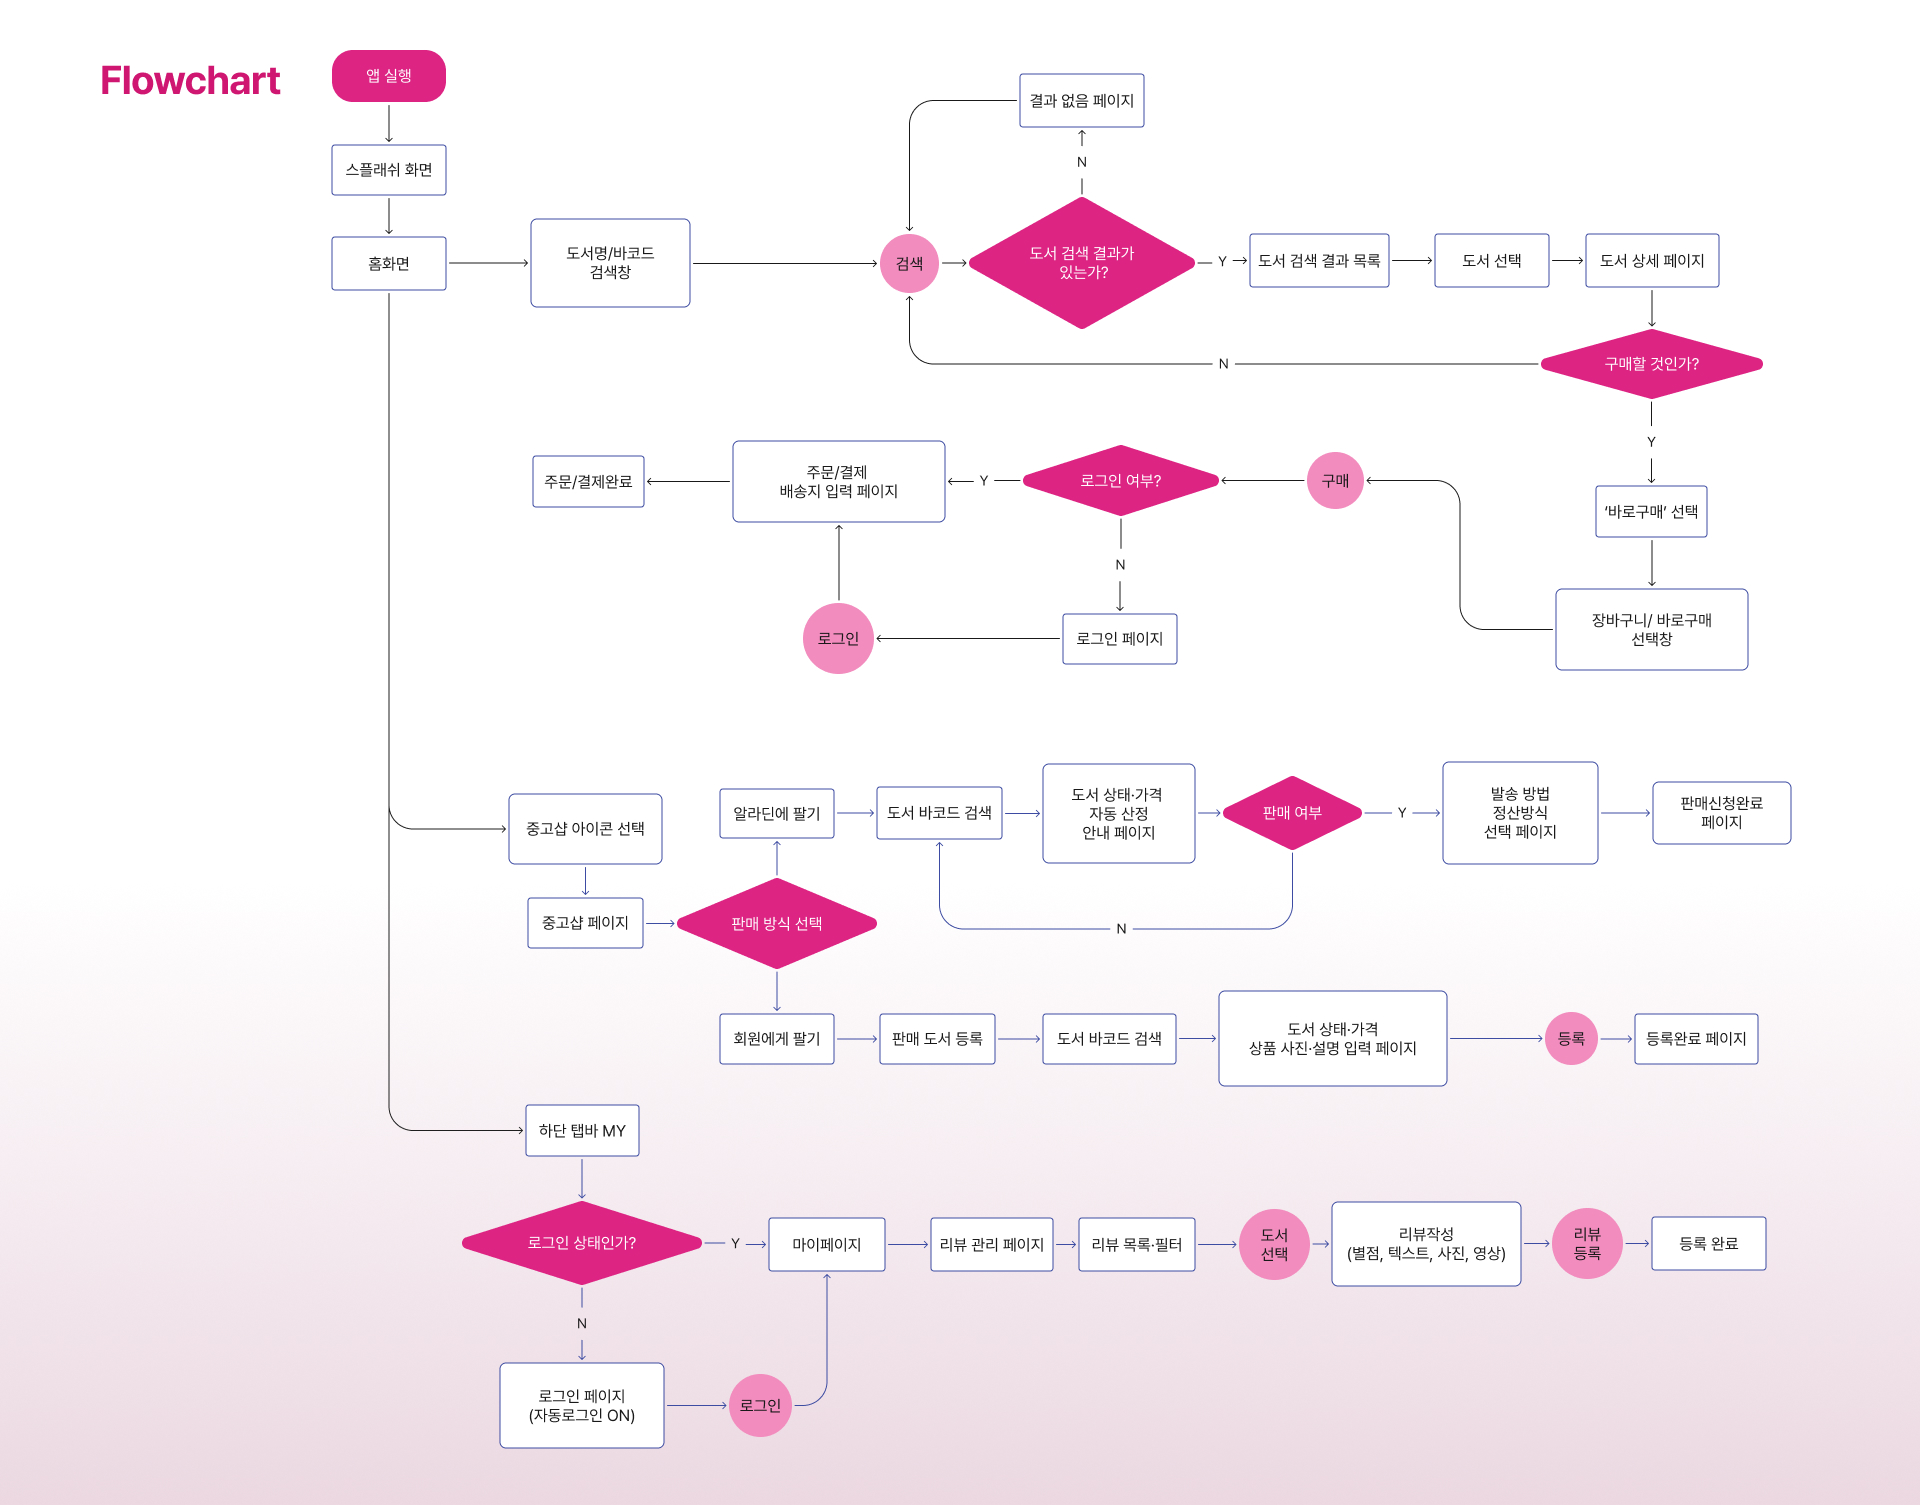 Flowchart
앱 실행
스플래쉬 화면
홈화면
도서명/바코드
검색창
검색
결과 없음 페이지
N
도서 검색 결과가
있는가?
Y
도서 검색 결과 목록
도서 선택
도서 상세 페이지
구매할 것인가?
N
Y
‘바로구매’ 선택
장바구니/ 바로구매
선택창
구매
로그인 여부?
Y
주문/결제
배송지 입력 페이지
주문/결제완료
N
로그인 페이지
로그인
중고샵 아이콘 선택
중고샵 페이지
판매 방식 선택
알라딘에 팔기
도서 바코드 검색
도서 상태·가격
자동 산정
안내 페이지
판매 여부
Y
발송 방법
정산방식
선택 페이지
판매신청완료
페이지
N
회원에게 팔기
판매 도서 등록
도서 바코드 검색
도서 상태·가격
상품 사진·설명 입력 페이지
등록
등록완료 페이지
하단 탭바 MY
로그인 상태인가?
Y
마이페이지
리뷰 관리 페이지
리뷰 목록·필터
도서
선택
리뷰작성
(별점, 텍스트, 사진, 영상)
리뷰
등록
등록 완료
N
로그인 페이지
(자동로그인 ON)
로그인